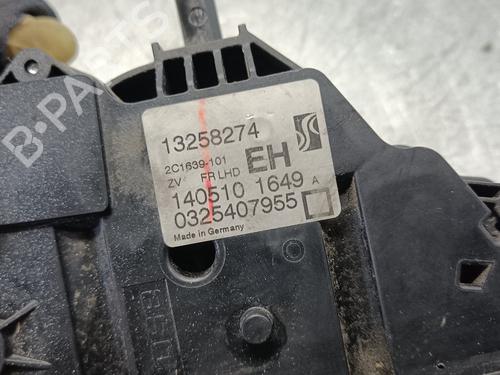 B-PARTS
13258274
2C1639-101
EH
ZV FR LHD
140510 1649 A
0325407955
Made in Germany